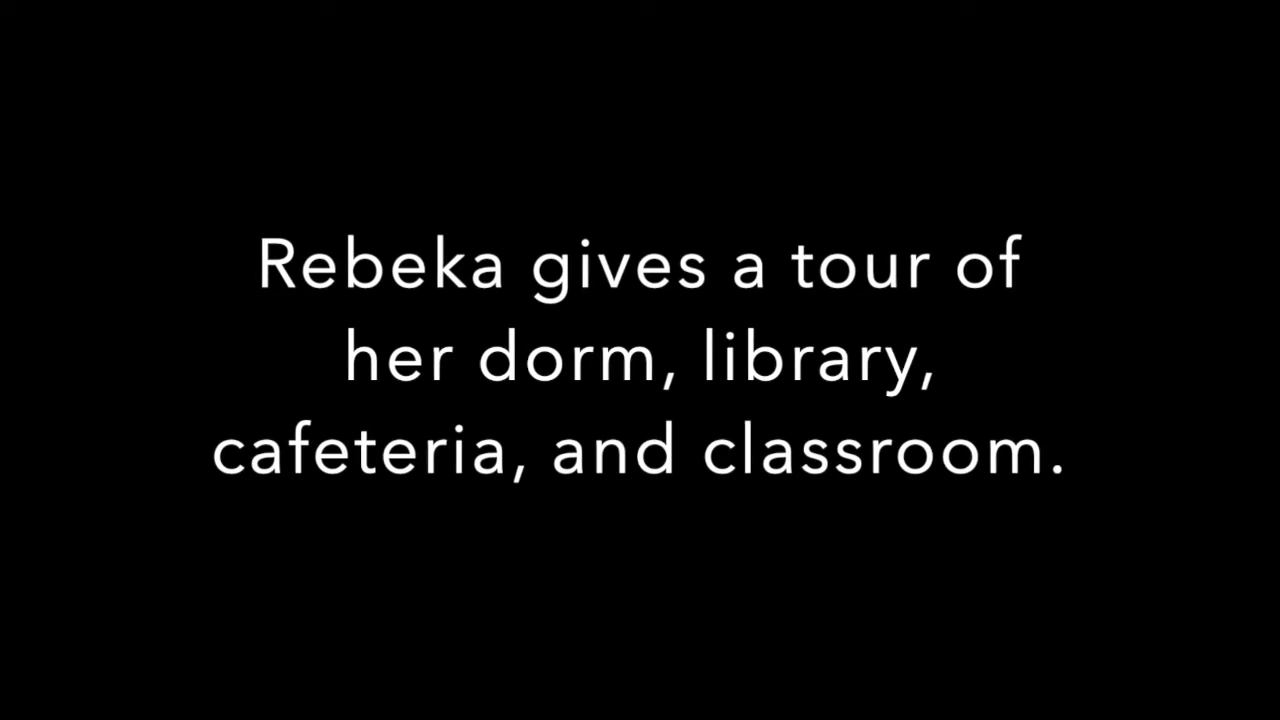 Rebeka gives a tour of
her dorm, library,
cafeteria, and classroom.